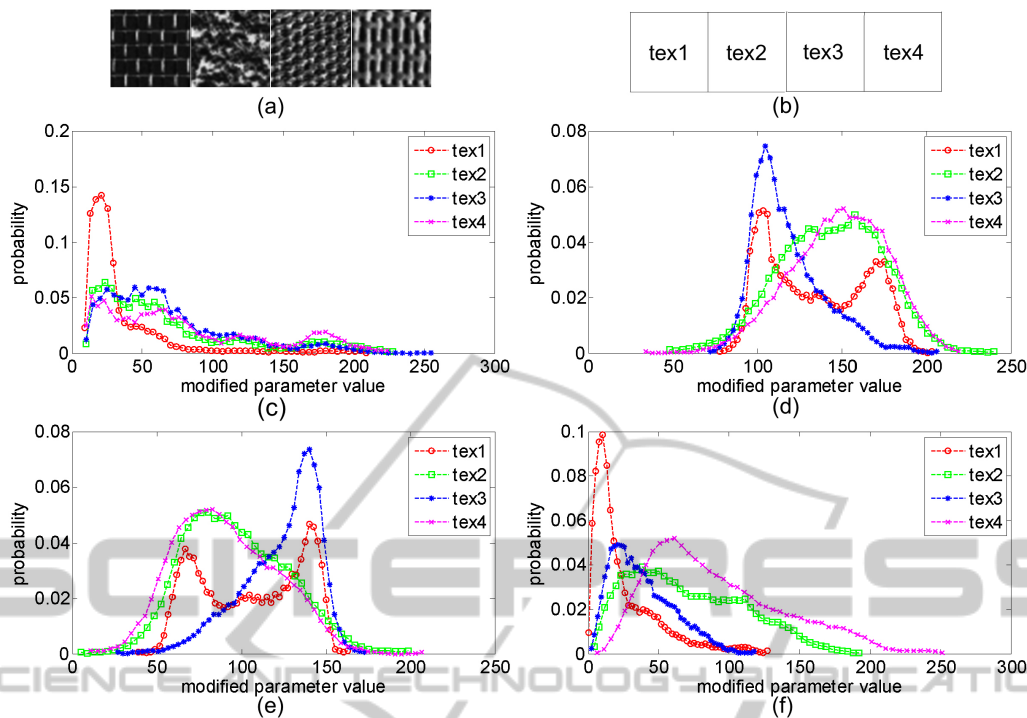 tex1 tex2 tex3 tex4
(a) (b)
0.2
0.15
0.1
0.05
0
probability
tex1
tex2
tex3
tex4
0 50 100 150 200 250 300
modified parameter value
(c)
0.08
0.06
0.04
0.02
0
probability
tex1
tex2
tex3
tex4
0 50 100 150 200 250
modified parameter value
(d)
0.08
0.06
0.04
0.02
0
probability
tex1
tex2
tex3
tex4
0 50 100 150 200 250
modified parameter value
(e)
0.1
0.08
0.06
0.04
0.02
0
probability
tex1
tex2
tex3
tex4
0 50 100 150 200 250 300
modified parameter value
(f)
SCITEPRESS
SCIENCE AND TECHNOLOGY PUBLICATIO